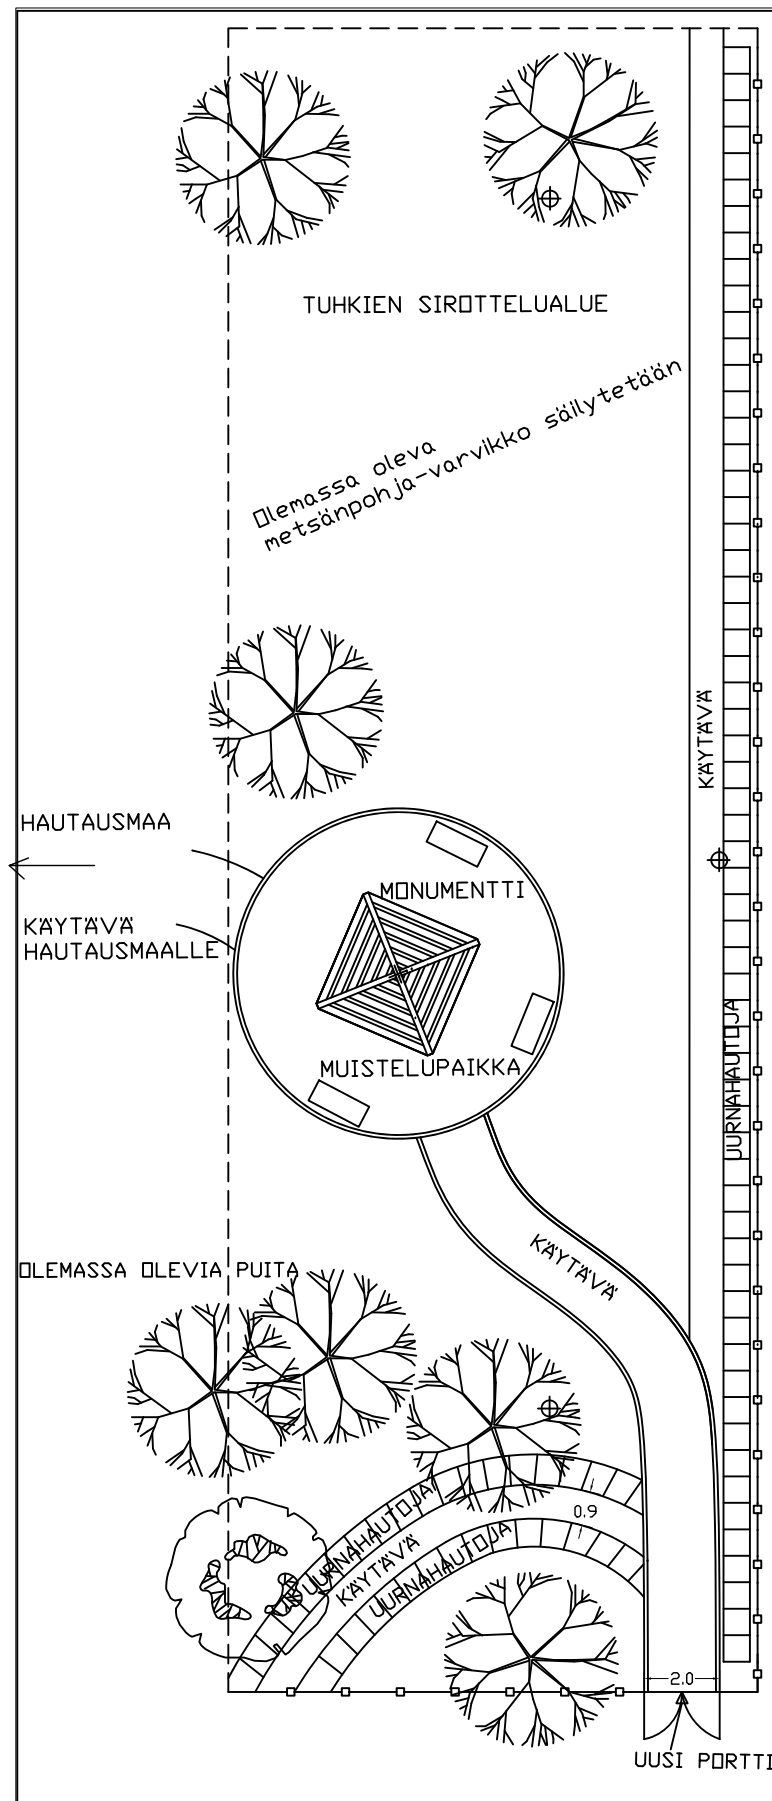 TUHKIEN SIROTTELUALUE
Olemassa oleva
metsänpohja-varvikko säilytetään
KÄYTÄVÄ
HAUTAUSMAA
MONUMENTTI
KÄYTÄVÄ
HAUTAUSMAALLE
UURNAHAUTOJA
MUISTELUPAIKKA
KÄYTÄVÄ
OLEMASSA OLEVIA PUITA
UURNAHAUTOJA
0.9
KÄYTÄVÄ
UURNAHAUTOJA
2.0
UUSI PORTTI